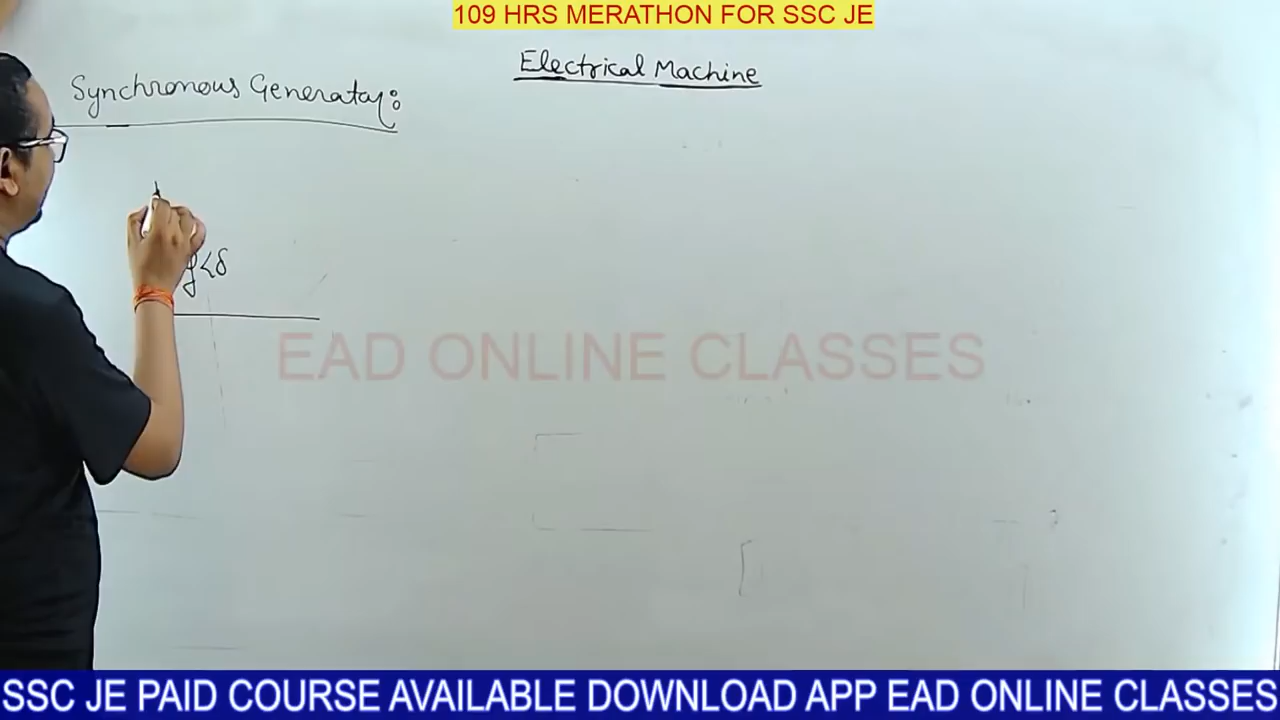 109 HRS MERATHON FOR SSC JE
Electrical Machine
Synchronous Generator:
f<δ
EAD ONLINE CLASSES
SSC JE PAID COURSE AVAILABLE DOWNLOAD APP EAD ONLINE CLASSES